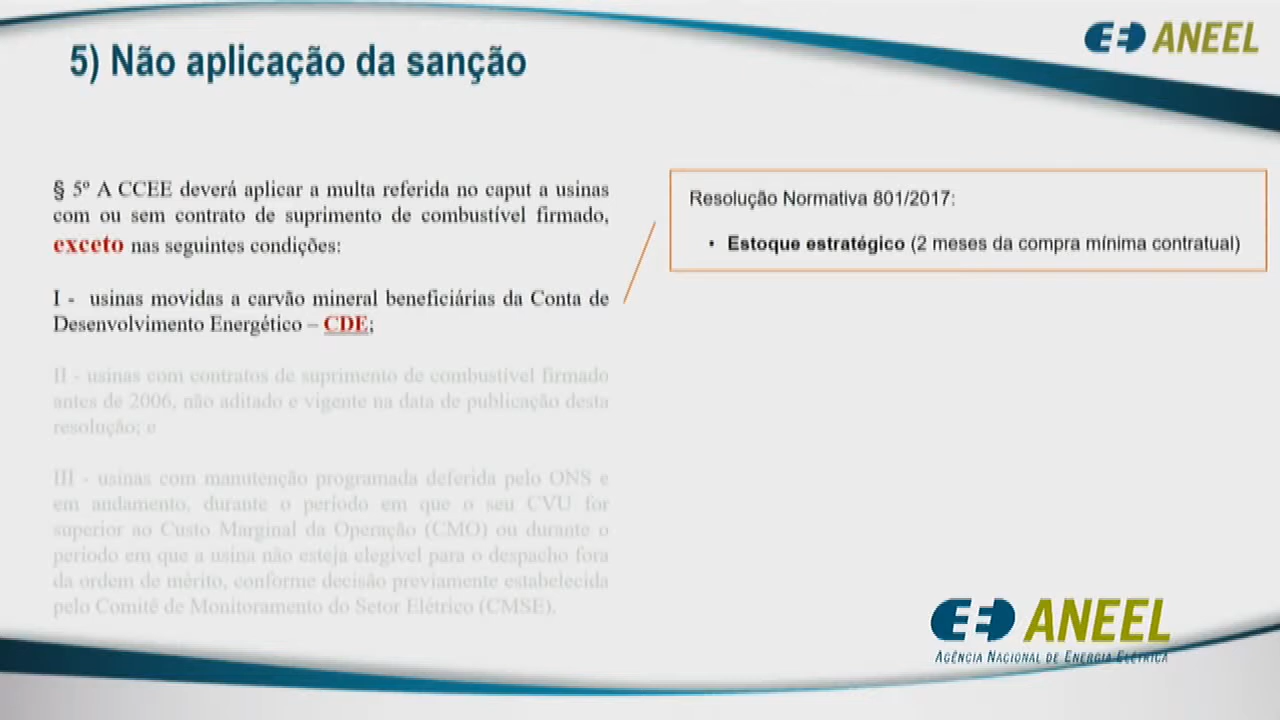 5) Não aplicação da sanção
ANEEL
§ 5º A CCEE deverá aplicar a multa referida no caput a usinas
com ou sem contrato de suprimento de combustível firmado,
exceto nas seguintes condições:
I - usinas movidas a carvão mineral beneficiárias da Conta de
Desenvolvimento Energético – CDE;
II - usinas com contratos de suprimento de combustível firmado
antes de 2006, não aditado e vigente na data de publicação desta
resolução; e
III - usinas com manutenção programada deferida pelo ONS e
em andamento, durante o período em que o seu CVU for
superior ao Custo Marginal da Operação (CMO) ou durante o
período em que a usina não esteja elegível para o despacho fora
da ordem de mérito, conforme decisão previamente estabelecida
pelo Comitê de Monitoramento do Setor Elétrico (CMSE).
Resolução Normativa 801/2017:
• Estoque estratégico (2 meses da compra mínima contratual)
ANEEL
AGÊNCIA NACIONAL DE ENERGIA ELÉTRICA